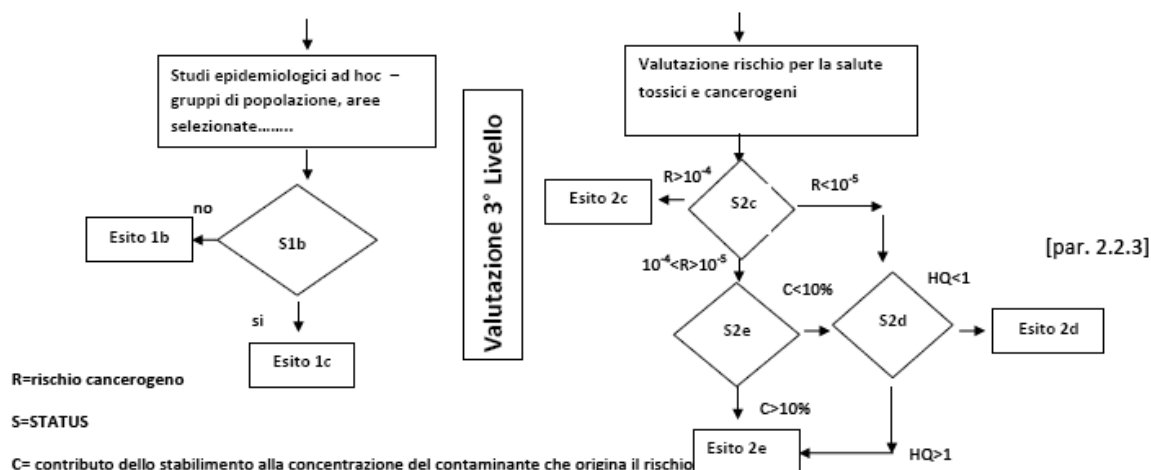 Studi epidemiologici ad hoc –
gruppi di popolazione, aree
selezionate........
S1b
no
Esito 1b
si
Esito 1c
Valutazione 3° Livello
Valutazione rischio per la salute
tossici e cancerogeni
S2c
R>10⁻⁴
Esito 2c
R<10⁻⁵
10⁻⁴<R>10⁻⁵
S2e
C<10%
S2d
HQ<1
Esito 2d
[par. 2.2.3]
C>10%
Esito 2e
HQ>1
R=rischio cancerogeno
S=STATUS
C= contributo dello stabilimento alla concentrazione del contaminante che origina il rischio